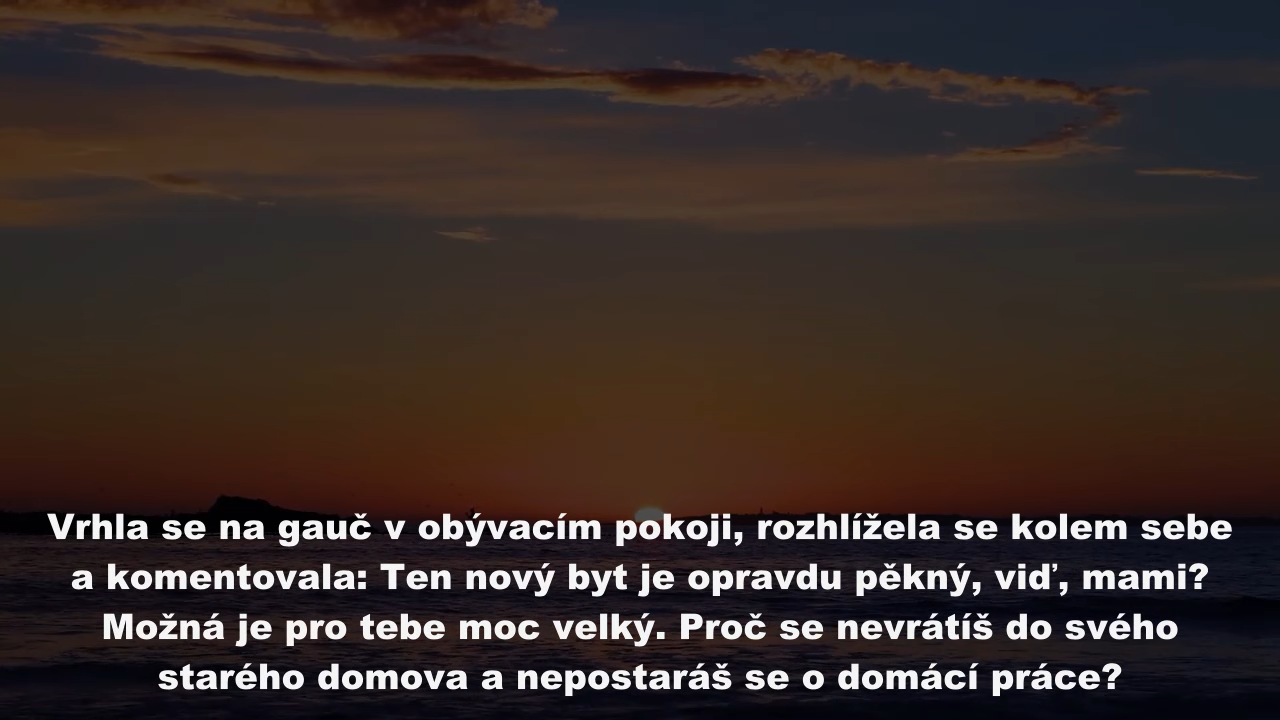 Vrhla se na gauč v obývacím pokoji, rozhlížela se kolem sebe
a komentovala: Ten nový byt je opravdu pěkný, viď, mami?
Možná je pro tebe moc velký. Proč se nevrátíš do svého
starého domova a nepostaráš se o domácí práce?